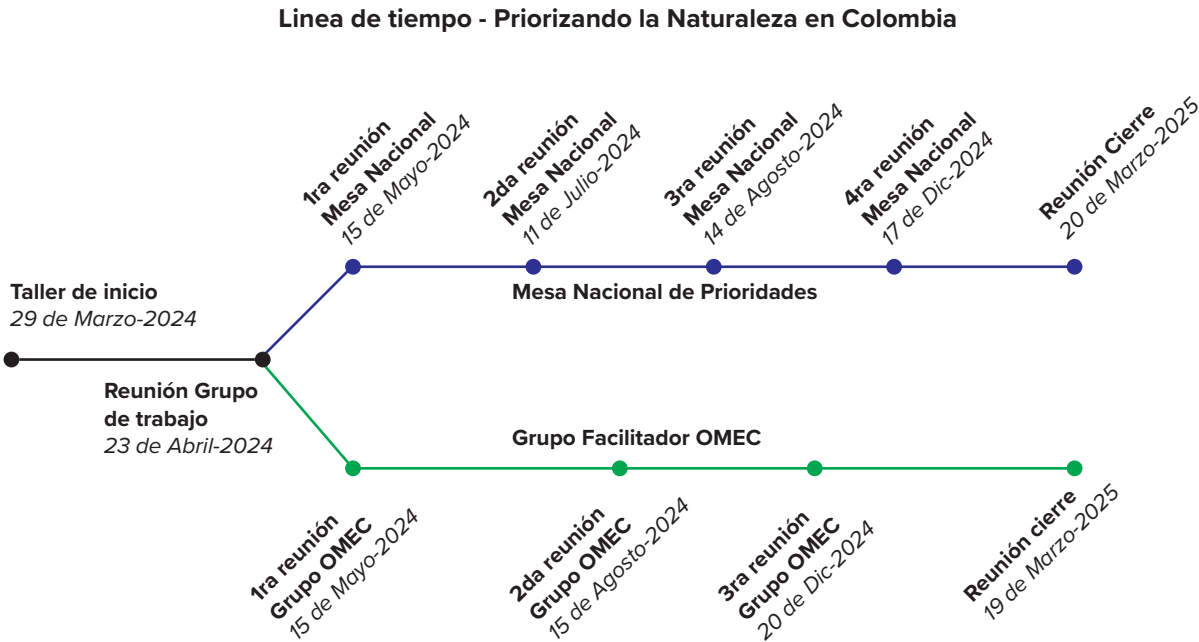 Linea de tiempo - Priorizando la Naturaleza en Colombia
1ra reunión
Mesa Nacional
15 de Mayo-2024
2da reunión
Mesa Nacional
11 de Julio-2024
3ra reunión
Mesa Nacional
14 de Agosto-2024
4ra reunión
Mesa Nacional
17 de Dic-2024
Reunión Cierre
20 de Marzo-2025
Mesa Nacional de Prioridades
Taller de inicio
29 de Marzo-2024
Reunión Grupo
de trabajo
23 de Abril-2024
Grupo Facilitador OMEC
1ra reunión
Grupo OMEC
15 de Mayo-2024
2da reunión
Grupo OMEC
15 de Agosto-2024
3ra reunión
Grupo OMEC
20 de Dic-2024
Reunión cierre
19 de Marzo-2025